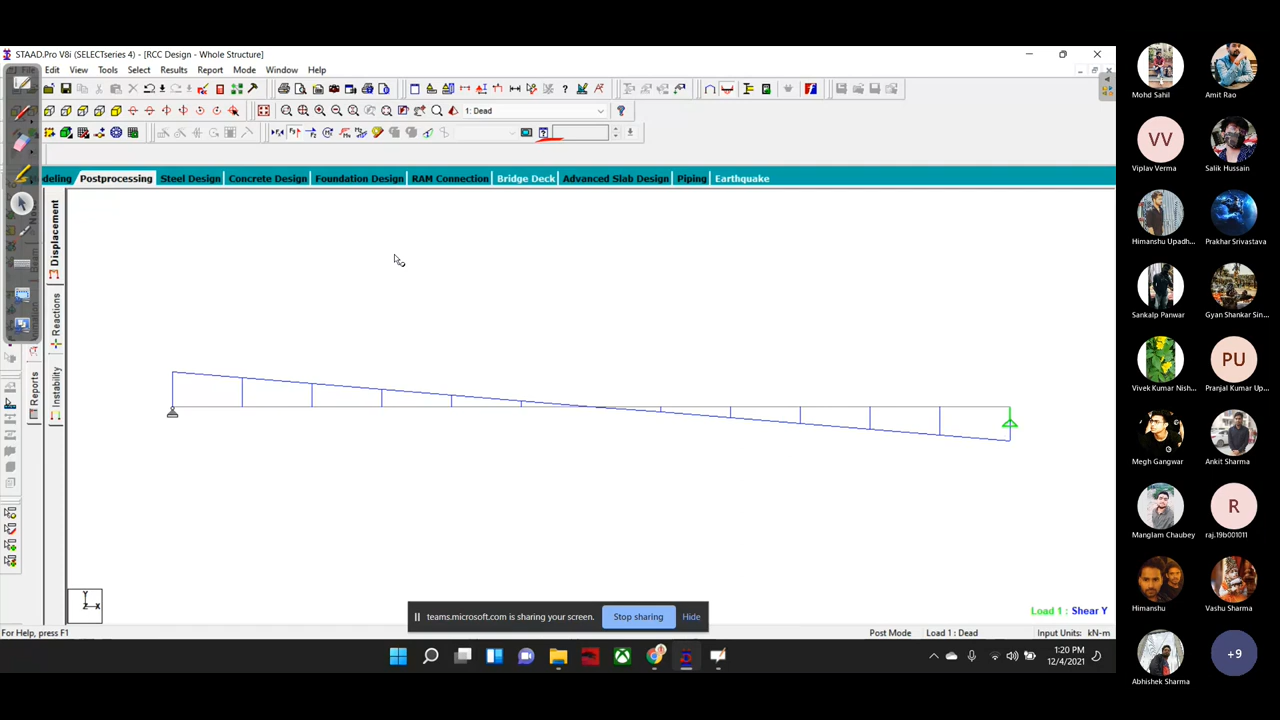 STAAD.Pro V8i (SELECTseries 4) - [RCC Design - Whole Structure]
File Edit View Tools Select Results Report Mode Window Help
1: Dead
Postprocessing Steel Design Concrete Design Foundation Design RAM Connection Bridge Deck Advanced Slab Design Piping Earthquake
Displacement
Reactions
Instability
Reports
Y
X
Load 1 : Shear Y
teams.microsoft.com is sharing your screen. Stop sharing Hide
For Help, press F1 Post Mode Load 1 : Dead Input Units: kN-m
1:20 PM
12/4/2021
Mohd Sahil
Amit Rao
VV
Viplav Verma
Salik Hussain
Himanshu Upadh...
Prakhar Srivastava
Sankalp Panwar
Gyan Shankar Sin...
PU
Vivek Kumar Nish...
Pranjal Kumar Up...
Megh Gangwar
Ankit Sharma
R
Manglam Chaubey
raj.19b001011
Himanshu
Vashu Sharma
+9
Abhishek Sharma